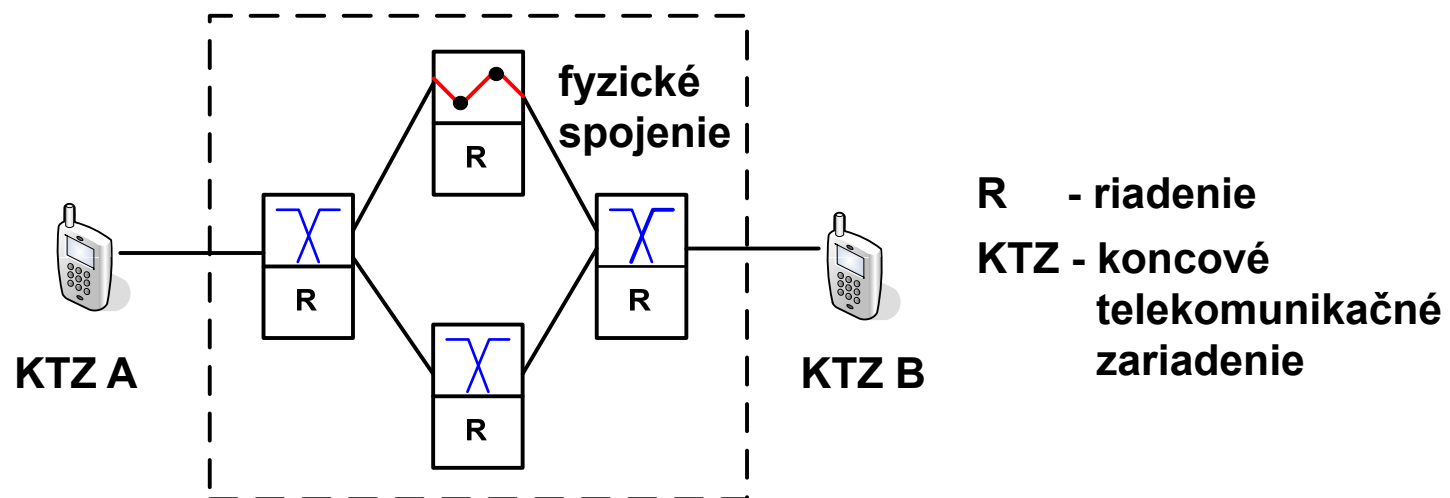 fyzické
spojenie
R
R
R
R
KTZ A
KTZ B
R - riadenie
KTZ - koncové
telekomunikačné
zariadenie